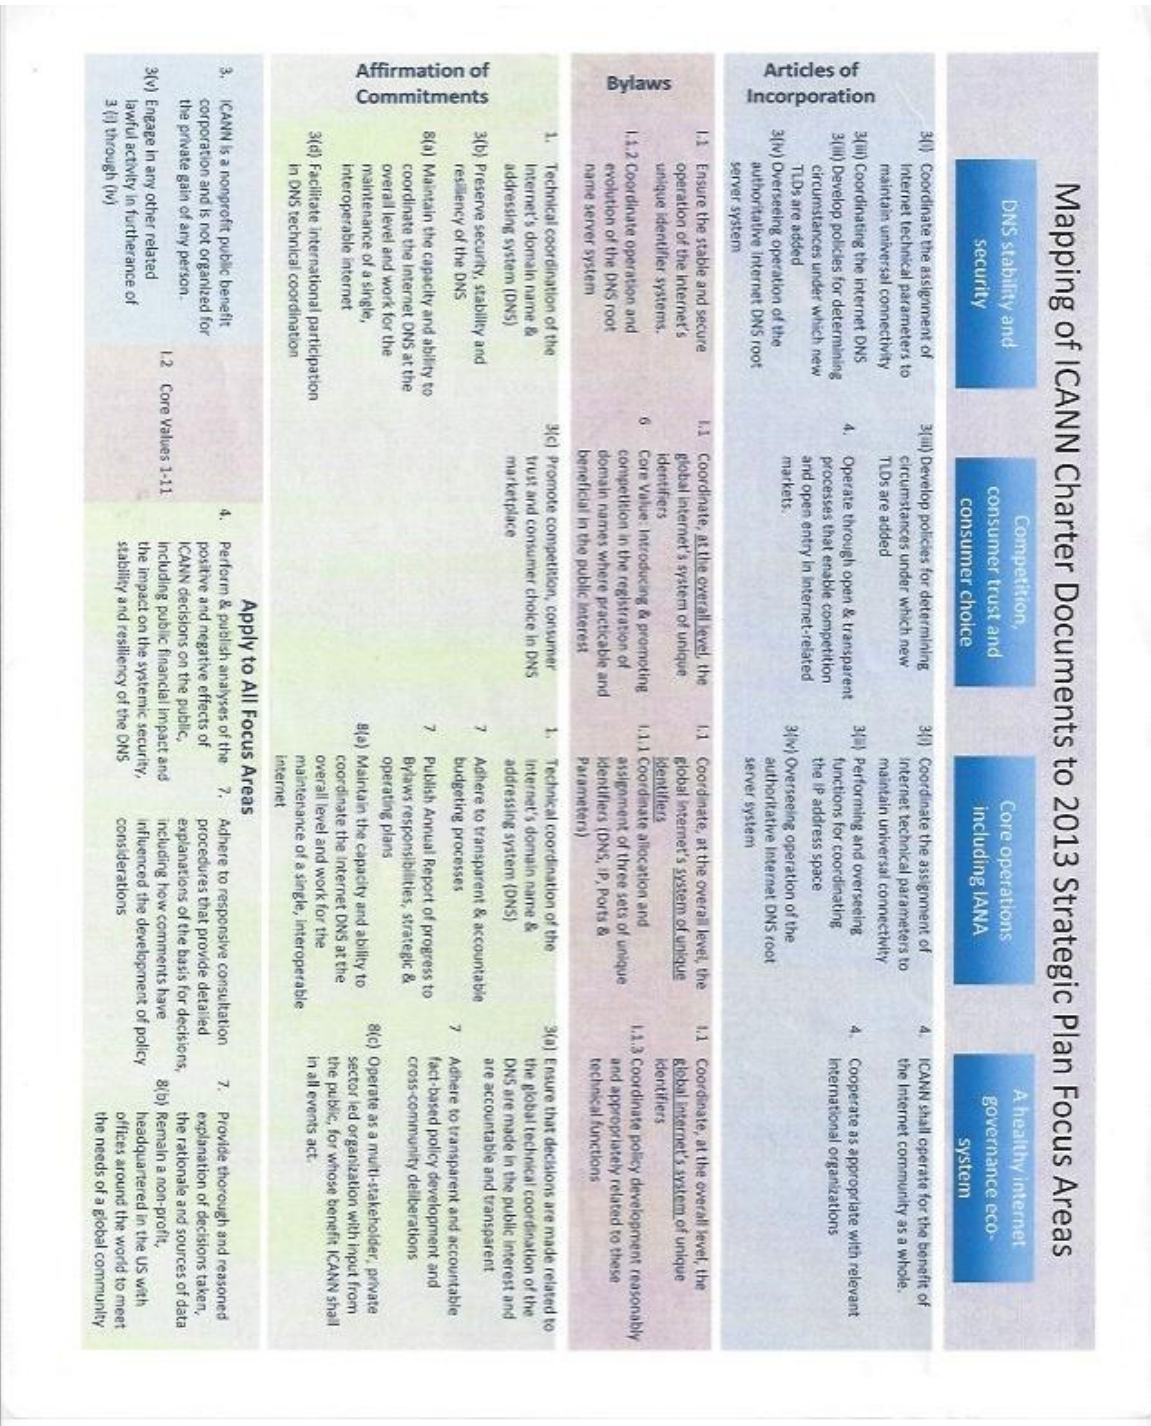 Mapping of ICANN Charter Documents to 2013 Strategic Plan Focus Areas
DNS stability and
security
Competition,
consumer trust and
consumer choice
Core operations
including IANA
A healthy internet
governance eco-
system
Articles of
Incorporation
3(i) Coordinate the assignment of
Internet technical parameters to
maintain universal connectivity
3(iii) Coordinating the internet DNS
3(iii) Develop policies for determining
circumstances under which new
TLDs are added
3(iv) Overseeing operation of the
authoritative Internet DNS root
server system
3(iii) Develop policies for determining
circumstances under which new
TLDs are added
4. Operate through open & transparent
processes that enable competition
and open entry in Internet-related
markets.
3(i) Coordinate the assignment of
Internet technical parameters to
maintain universal connectivity
3(ii) Performing and overseeing
functions for coordinating
the IP address space
3(iv) Overseeing operation of the
authoritative Internet DNS root
server system
4. ICANN shall operate for the benefit of
the Internet community as a whole.
4. Cooperate as appropriate with relevant
international organizations
Bylaws
I.1 Ensure the stable and secure
operation of the Internet's
unique identifier systems.
I.1.2 Coordinate operation and
evolution of the DNS root
name server system
I.1 Coordinate, at the overall level, the
global internet's system of unique
identifiers
6 Core Value: Introducing & promoting
competition in the registration of
domain names where practicable and
beneficial in the public interest
I.1 Coordinate, at the overall level, the
global internet's system of unique
identifiers
I.1.1 Coordinate allocation and
assignment of three sets of unique
identifiers (DNS, IP, Ports &
Parameters)
I.1 Coordinate, at the overall level, the
global internet's system of unique
identifiers
I.1.3 Coordinate policy development reasonably
and appropriately related to these
technical functions
Affirmation of
Commitments
1. Technical coordination of the
Internet's domain name &
addressing system (DNS)
3(b) Preserve security, stability and
resiliency of the DNS
8(a) Maintain the capacity and ability to
coordinate the Internet DNS at the
overall level and work for the
maintenance of a single,
interoperable internet
3(d) Facilitate international participation
in DNS technical coordination
3(c) Promote competition, consumer
trust and consumer choice in DNS
marketplace
1. Technical coordination of the
Internet's domain name &
addressing system (DNS)
7 Adhere to transparent & accountable
budgeting processes
7 Publish Annual Report of progress to
Bylaws responsibilities, strategic &
operating plans
8(a) Maintain the capacity and ability to
coordinate the Internet DNS at the
overall level and work for the
maintenance of a single, interoperable
internet
3(a) Ensure that decisions are made related to
the global technical coordination of the
DNS are made in the public interest and
are accountable and transparent
7 Adhere to transparent and accountable
fact-based policy development and
cross-community deliberations
8(c) Operate as a multi-stakeholder, private
sector led organization with input from
the public, for whose benefit ICANN shall
in all events act.
Apply to All Focus Areas
3. ICANN is a nonprofit public benefit
corporation and is not organized for
the private gain of any person.
3(v) Engage in any other related
lawful activity in furtherance of
3 (i) through (iv)
I.2 Core Values 1-11
4. Perform & publish analyses of the
positive and negative effects of
ICANN decisions on the public,
including public financial impact and
the impact on the systemic security,
stability and resiliency of the DNS
7. Adhere to responsive consultation
procedures that provide detailed
explanations of the basis for decisions,
including how comments have
influenced the development of policy
considerations
7. Provide thorough and reasoned
explanation of decisions taken,
the rationale and sources of data
8(b) Remain a non-profit,
headquartered in the US with
offices around the world to meet
the needs of a global community